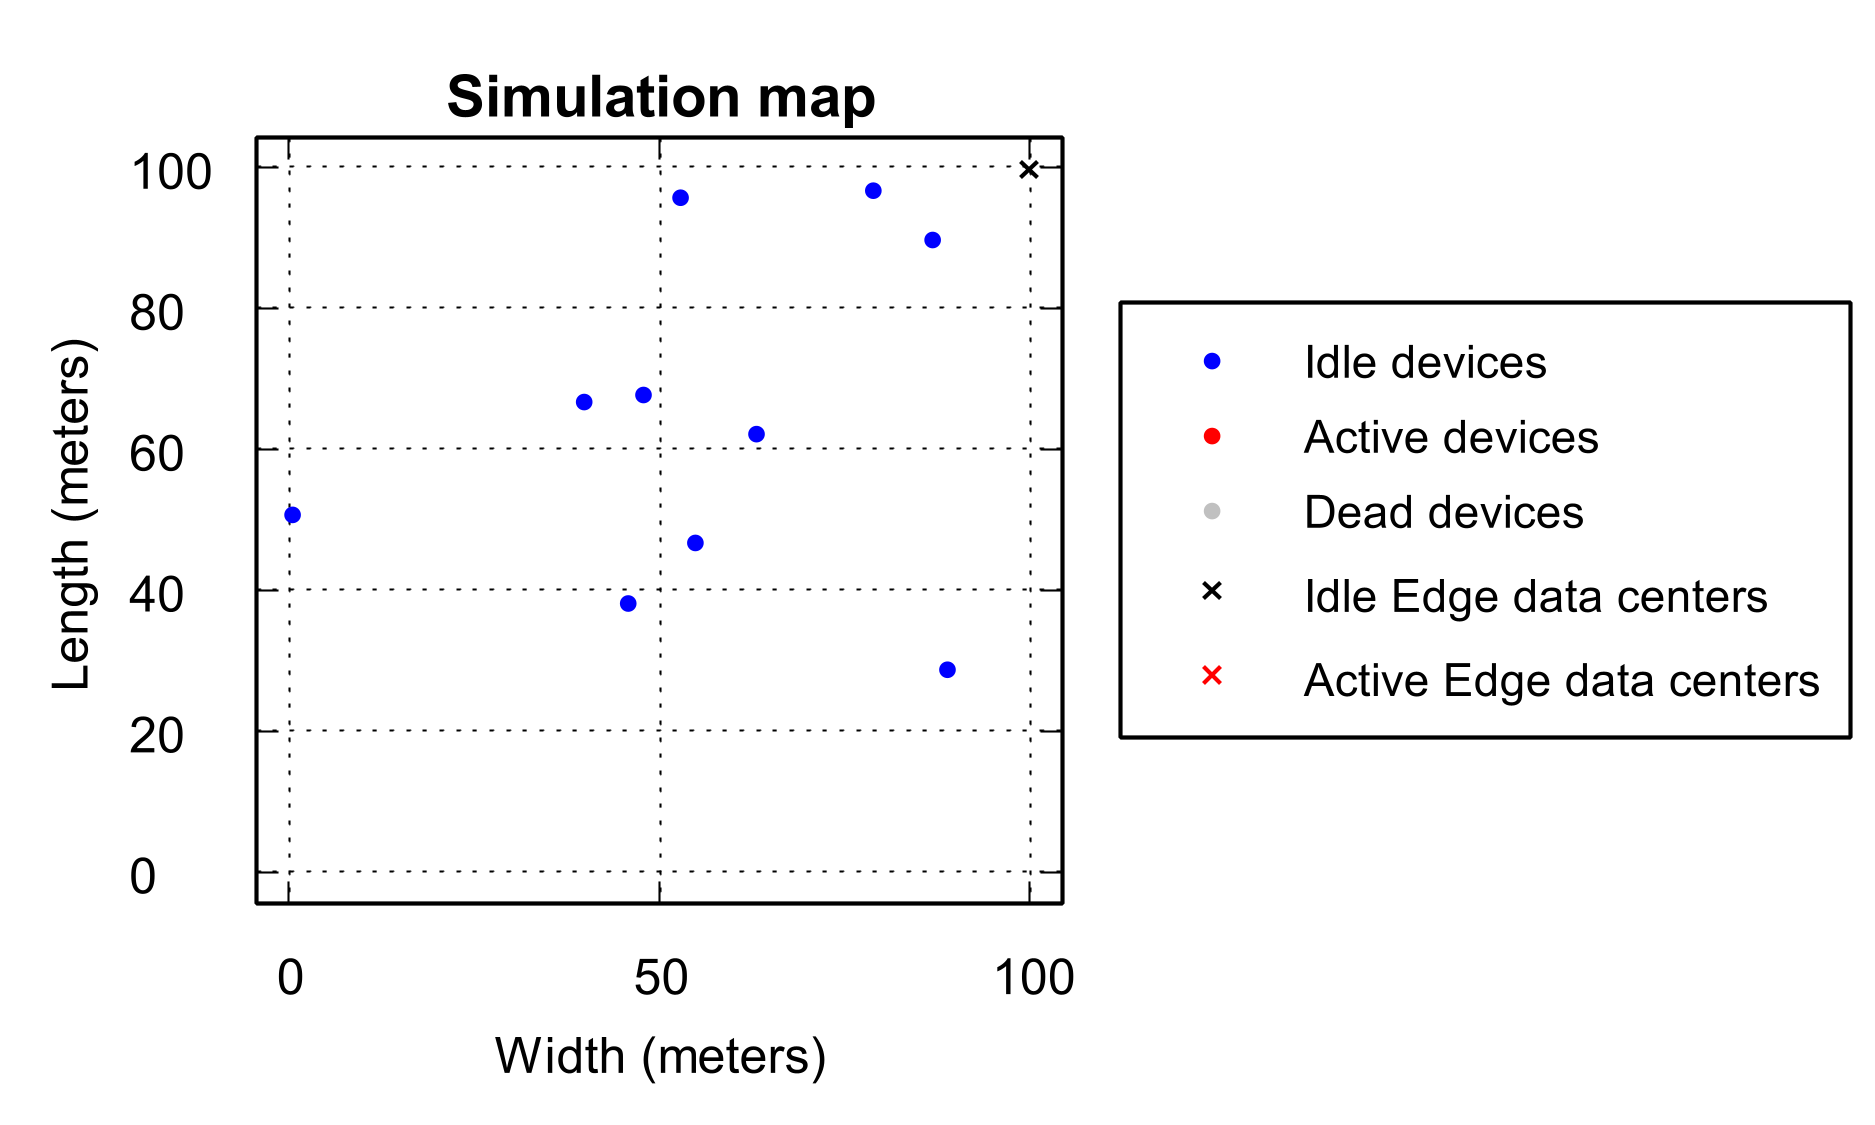 Simulation map
100
80
60
40
20
0
Length (meters)
0 50 100
Width (meters)
Idle devices
Active devices
Dead devices
Idle Edge data centers
Active Edge data centers